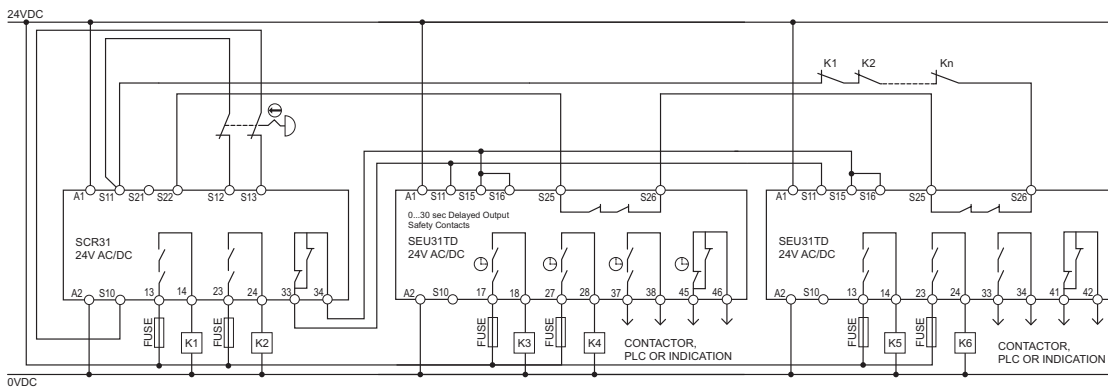 24VDC
K1 K2 Kn
A1 S11 S21 S22 S12 S13
A1 S11 S15 S16 S25 S26
A1 S11 S15 S16 S25 S26
SCR31
24V AC/DC
0...30 sec Delayed Output
Safety Contacts
SEU31TD
24V AC/DC
SEU31TD
24V AC/DC
A2 S10 13 14 23 24 33 34
A2 S10 17 18 27 28 37 38 45 46
A2 S10 13 14 23 24 33 34 41 42
FUSE K1 FUSE K2
FUSE K3 FUSE K4
CONTACTOR,
PLC OR INDICATION
FUSE K5 FUSE K6
CONTACTOR,
PLC OR INDICATION
0VDC